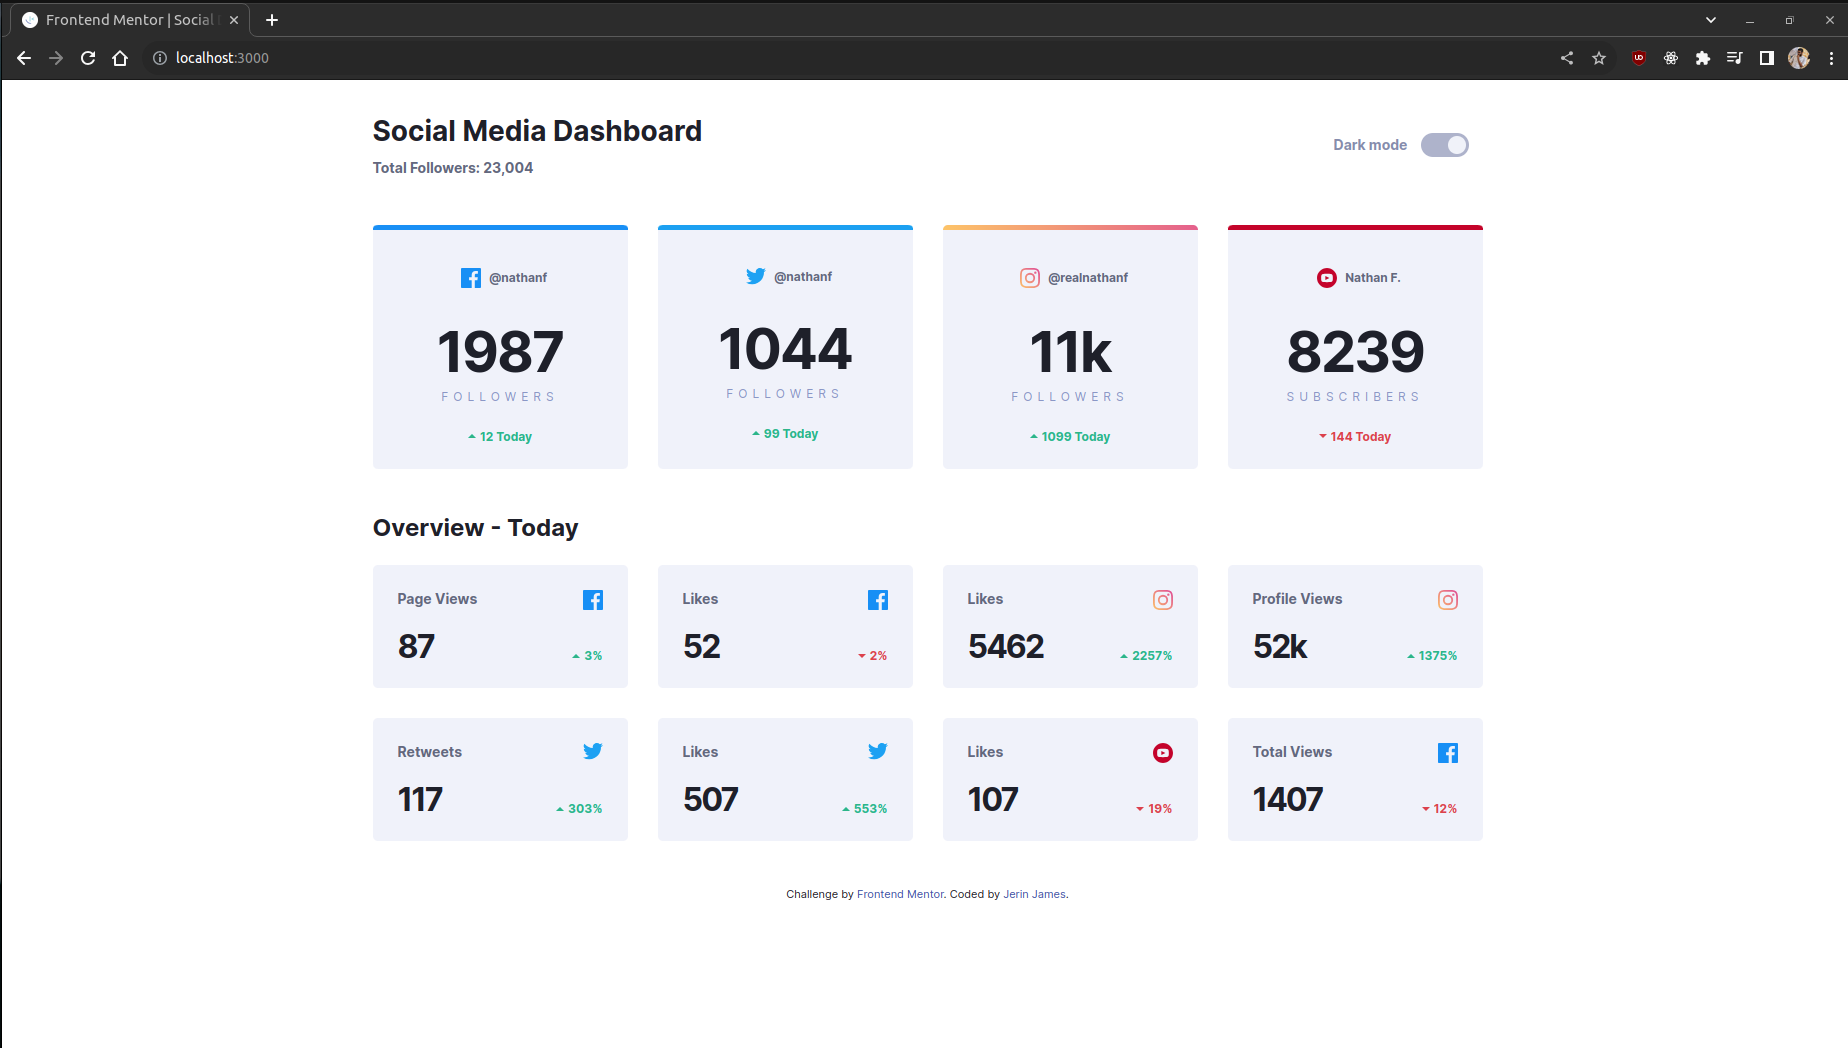 Frontend Mentor | Social
localhost:3000
Social Media Dashboard
Total Followers: 23,004
Dark mode
@nathanf
1987
FOLLOWERS
12 Today
@nathanf
1044
FOLLOWERS
99 Today
@realnathanf
11k
FOLLOWERS
1099 Today
Nathan F.
8239
SUBSCRIBERS
144 Today
Overview - Today
Page Views
87
3%
Likes
52
2%
Likes
5462
2257%
Profile Views
52k
1375%
Retweets
117
303%
Likes
507
553%
Likes
107
19%
Total Views
1407
12%
Challenge by Frontend Mentor. Coded by Jerin James.